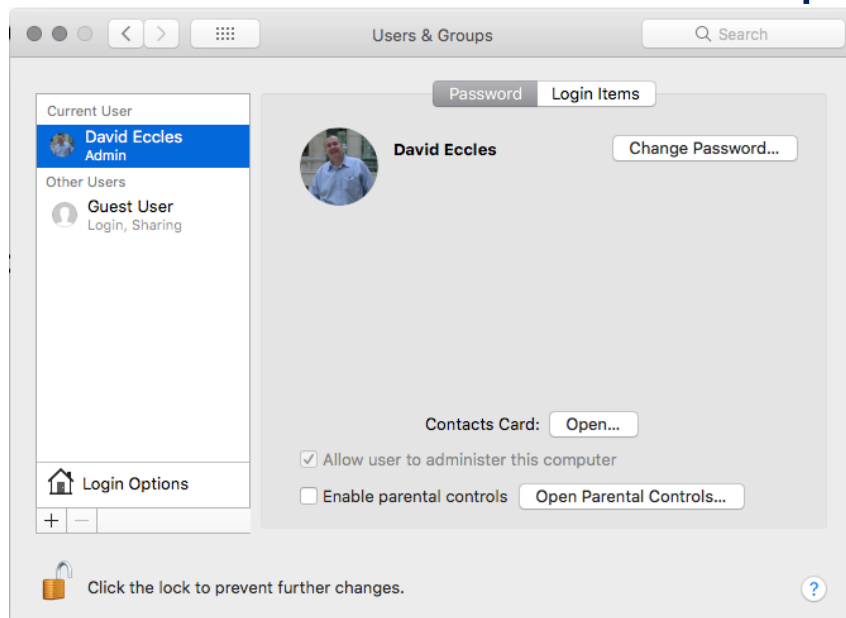 Users & Groups
Search
Password
Login Items
Current User
David Eccles
Admin
Other Users
Guest User
Login, Sharing
David Eccles
Change Password...
Contacts Card:
Open...
Allow user to administer this computer
Enable parental controls
Open Parental Controls...
Login Options
+
−
Click the lock to prevent further changes.
?